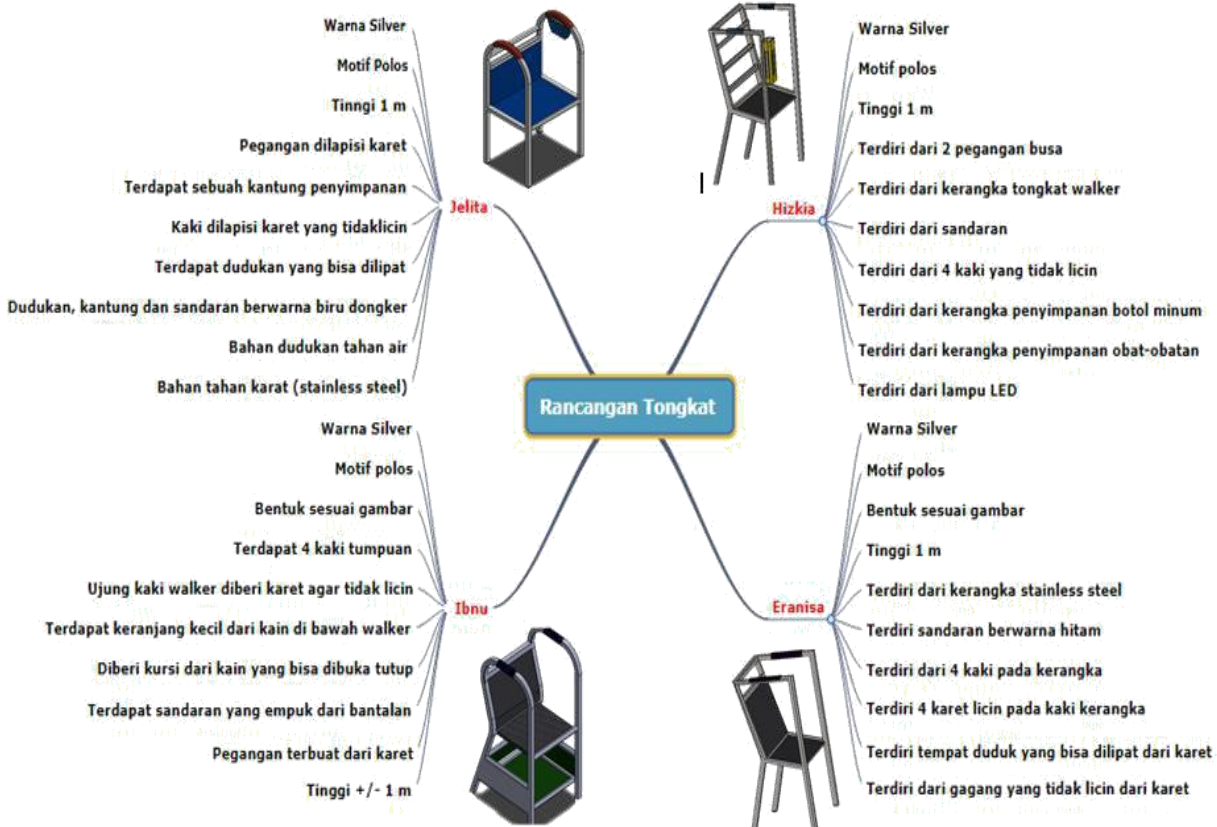 Warna Silver
Motif Polos
Tinngi 1 m
Pegangan dilapisi karet
Terdapat sebuah kantung penyimpanan
Jelita
Kaki dilapisi karet yang tidaklicin
Terdapat dudukan yang bisa dilipat
Dudukan, kantung dan sandaran berwarna biru dongker
Bahan dudukan tahan air
Bahan tahan karat (stainless steel)
Warna Silver
Motif polos
Tinggi 1 m
Terdiri dari 2 pegangan busa
Terdiri dari kerangka tongkat walker
Hizkia
Terdiri dari sandaran
Terdiri dari 4 kaki yang tidak licin
Terdiri dari kerangka penyimpanan botol minum
Terdiri dari kerangka penyimpanan obat-obatan
Terdiri dari lampu LED
Rancangan Tongkat
Warna Silver
Motif polos
Bentuk sesuai gambar
Terdapat 4 kaki tumpuan
Ujung kaki walker diberi karet agar tidak licin
Ibnu
Terdapat keranjang kecil dari kain di bawah walker
Diberi kursi dari kain yang bisa dibuka tutup
Terdapat sandaran yang empuk dari bantalan
Pegangan terbuat dari karet
Tinggi +/- 1 m
Warna Silver
Motif polos
Bentuk sesuai gambar
Tinggi 1 m
Terdiri dari kerangka stainless steel
Eranisa
Terdiri sandaran berwarna hitam
Terdiri dari 4 kaki pada kerangka
Terdiri 4 karet licin pada kaki kerangka
Terdiri tempat duduk yang bisa dilipat dari karet
Terdiri dari gagang yang tidak licin dari karet